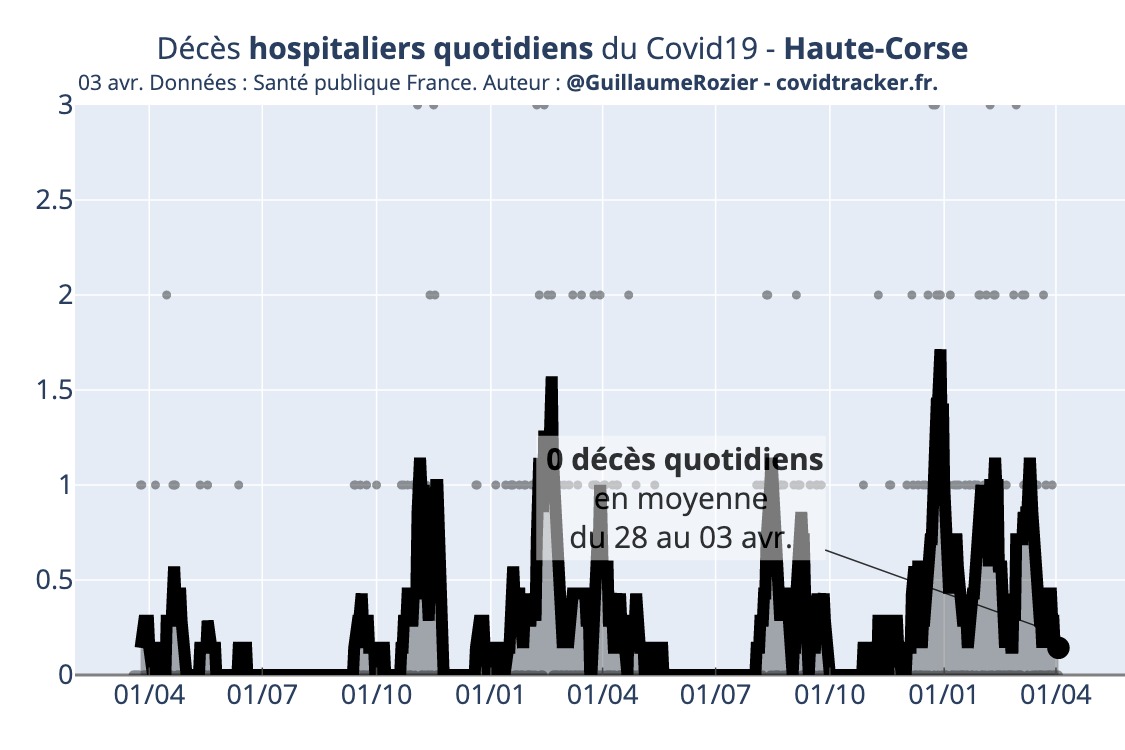 Décès hospitaliers quotidiens du Covid19 - Haute-Corse
03 avr. Données : Santé publique France. Auteur : @GuillaumeRozier - covidtracker.fr.
3
2.5
2
1.5
1
0.5
0
0 décès quotidiens
en moyenne
du 28 au 03 avr.
01/04 01/07 01/10 01/01 01/04 01/07 01/10 01/01 01/04